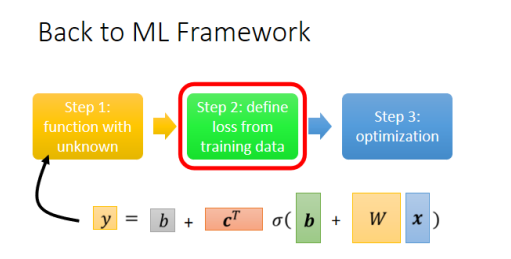 Back to ML Framework
Step 1:
function with
unknown
Step 2: define
loss from
training data
Step 3:
optimization
y = b + cᵀ σ( b + W x )